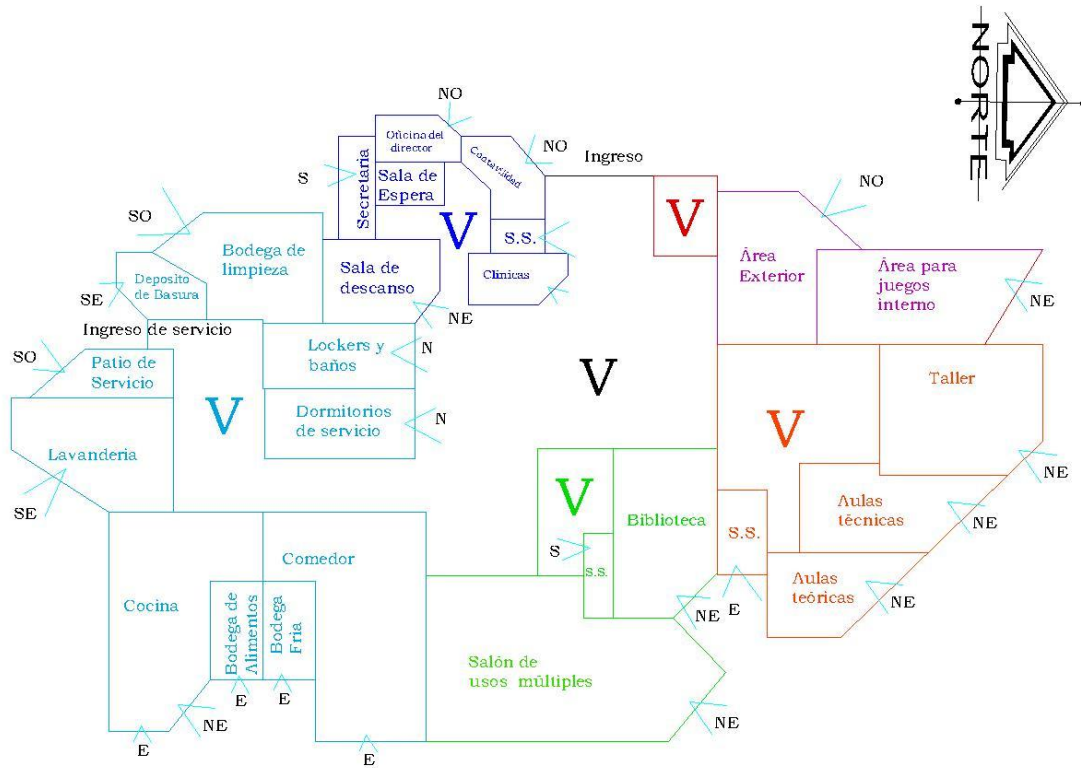 NORTE
NO
Oficina del
director
Contavilidad
NO
Ingreso
Secretaria
S
Sala de
Espera
V
V
NO
SO
Bodega de
limpieza
S.S.
Área
Exterior
Área para
juegos
interno
Sala de
descanso
Clinicas
Deposito
de Basura
SE
NE
NE
Ingreso de servicio
Lockers y
baños
N
SO
Patio de
Servicio
V
V
V
Taller
Dormitorios
de servicio
N
Lavanderia
SE
V
Biblioteca
S
S.S.
S.S.
Aulas
técnicas
NE
NE
Comedor
Cocina
Bodega de
Alimentos
Bodega
Fria
NE
E
Aulas
teóricas
NE
Salón de
usos múltiples
E
E
NE
NE
E
E